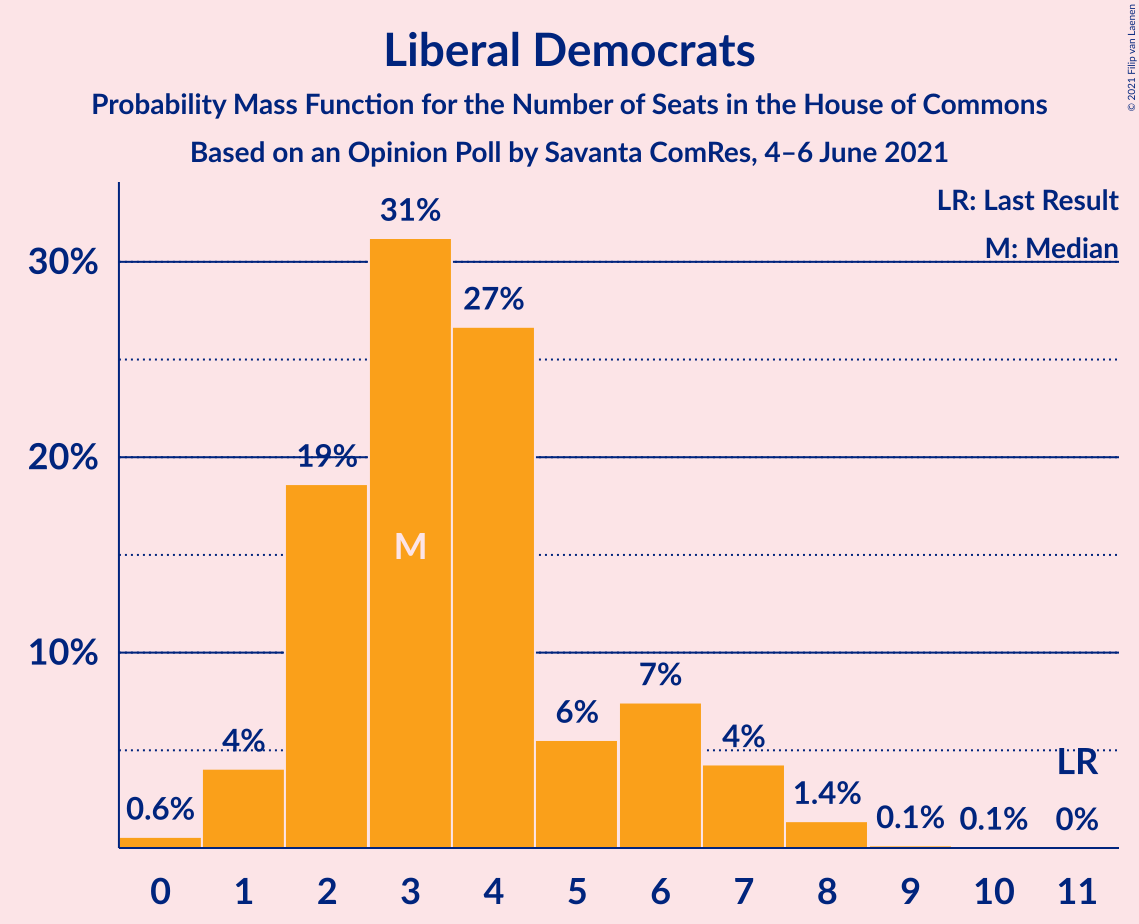 Liberal Democrats
Probability Mass Function for the Number of Seats in the House of Commons
Based on an Opinion Poll by Savanta ComRes, 4–6 June 2021
© 2021 Filip van Laenen
LR: Last Result
M: Median
30%
20%
10%
0.6%
4%
19%
31%
27%
6%
7%
4%
1.4%
0.1%
0.1%
0%
M
LR
0 1 2 3 4 5 6 7 8 9 10 11